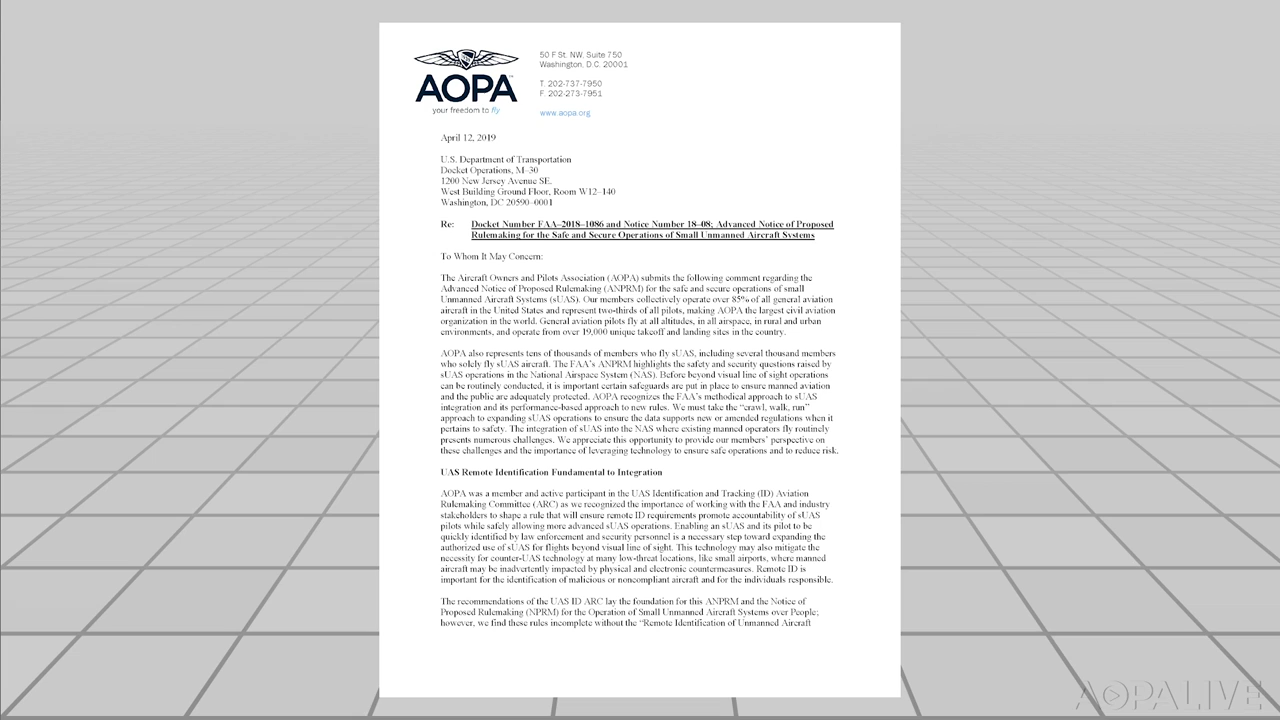 AOPA
your freedom to fly
50 F St. NW, Suite 750
Washington, D.C. 20001
T. 202-737-7950
F. 202-273-7951
www.aopa.org
April 12, 2019
U.S. Department of Transportation
Docket Operations, M–30
1200 New Jersey Avenue SE.
West Building Ground Floor, Room W12–140
Washington, DC 20590–0001
Re: Docket Number FAA–2018–1086 and Notice Number 18–08; Advanced Notice of Proposed
Rulemaking for the Safe and Secure Operations of Small Unmanned Aircraft Systems
To Whom It May Concern:
The Aircraft Owners and Pilots Association (AOPA) submits the following comment regarding the
Advanced Notice of Proposed Rulemaking (ANPRM) for the safe and secure operations of small
Unmanned Aircraft Systems (sUAS). Our members collectively operate over 85% of all general aviation
aircraft in the United States and represent two-thirds of all pilots, making AOPA the largest civil aviation
organization in the world. General aviation pilots fly at all altitudes, in all airspace, in rural and urban
environments, and operate from over 19,000 unique takeoff and landing sites in the country.
AOPA also represents tens of thousands of members who fly sUAS, including several thousand members
who solely fly sUAS aircraft. The FAA's ANPRM highlights the safety and security questions raised by
sUAS operations in the National Airspace System (NAS). Before beyond visual line of sight operations
can be routinely conducted, it is important certain safeguards are put in place to ensure manned aviation
and the public are adequately protected. AOPA recognizes the FAA's methodical approach to sUAS
integration and its performance-based approach to new rules. We must take the “crawl, walk, run”
approach to expanding sUAS operations to ensure the data supports new or amended regulations when it
pertains to safety. The integration of sUAS into the NAS where existing manned operators fly routinely
presents numerous challenges. We appreciate this opportunity to provide our members' perspective on
these challenges and the importance of leveraging technology to ensure safe operations and to reduce risk.
UAS Remote Identification Fundamental to Integration
AOPA was a member and active participant in the UAS Identification and Tracking (ID) Aviation
Rulemaking Committee (ARC) as we recognized the importance of working with the FAA and industry
stakeholders to shape a rule that will ensure remote ID requirements promote accountability of sUAS
pilots while safely allowing more advanced sUAS operations. Enabling an sUAS and its pilot to be
quickly identified by law enforcement and security personnel is a necessary step toward expanding the
authorized use of sUAS for flights beyond visual line of sight. This technology may also mitigate the
necessity for counter-UAS technology at many low-threat locations, like small airports, where manned
aircraft may be inadvertently impacted by physical and electronic countermeasures. Remote ID is
important for the identification of malicious or noncompliant aircraft and for the individuals responsible.
The recommendations of the UAS ID ARC lay the foundation for this ANPRM and the Notice of
Proposed Rulemaking (NPRM) for the Operation of Small Unmanned Aircraft Systems over People;
however, we find these rules incomplete without the “Remote Identification of Unmanned Aircraft
AOPALIVE